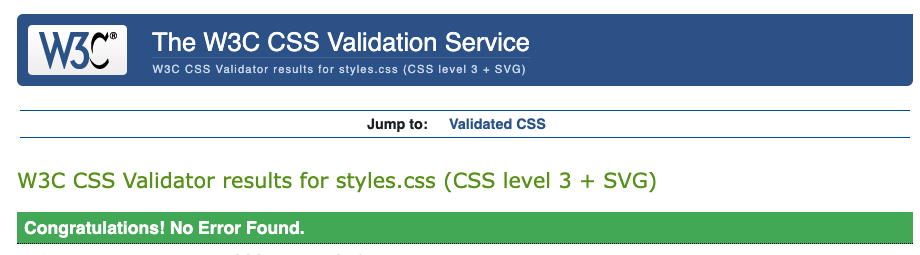 W3C®
The W3C CSS Validation Service
W3C CSS Validator results for styles.css (CSS level 3 + SVG)
Jump to: Validated CSS
W3C CSS Validator results for styles.css (CSS level 3 + SVG)
Congratulations! No Error Found.